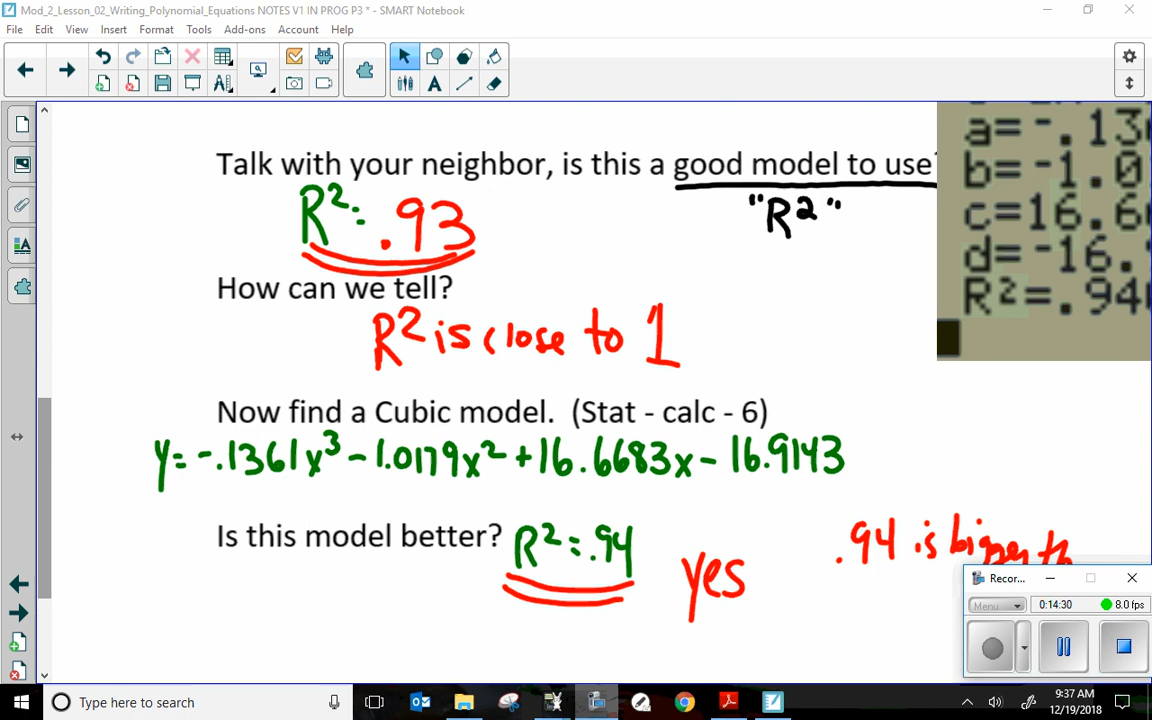 Mod_2_Lesson_02_Writing_Polynomial_Equations NOTES V1 IN PROG P3 * - SMART Notebook
File Edit View Insert Format Tools Add-ons Account Help
Talk with your neighbor, is this a good model to use?
"R²"
R²= .93
How can we tell?
R² is close to 1
Now find a Cubic model. (Stat - calc - 6)
y= -.1361x³ - 1.0179x² + 16.6683x - 16.9143
Is this model better? R² = .94
yes
.94 is bigger th
a=-.13
b=-1.0
c=16.6
d=-16.
R²=.94
Recor...
Menu
0:14:30
8.0 fps
Type here to search
9:37 AM
12/19/2018